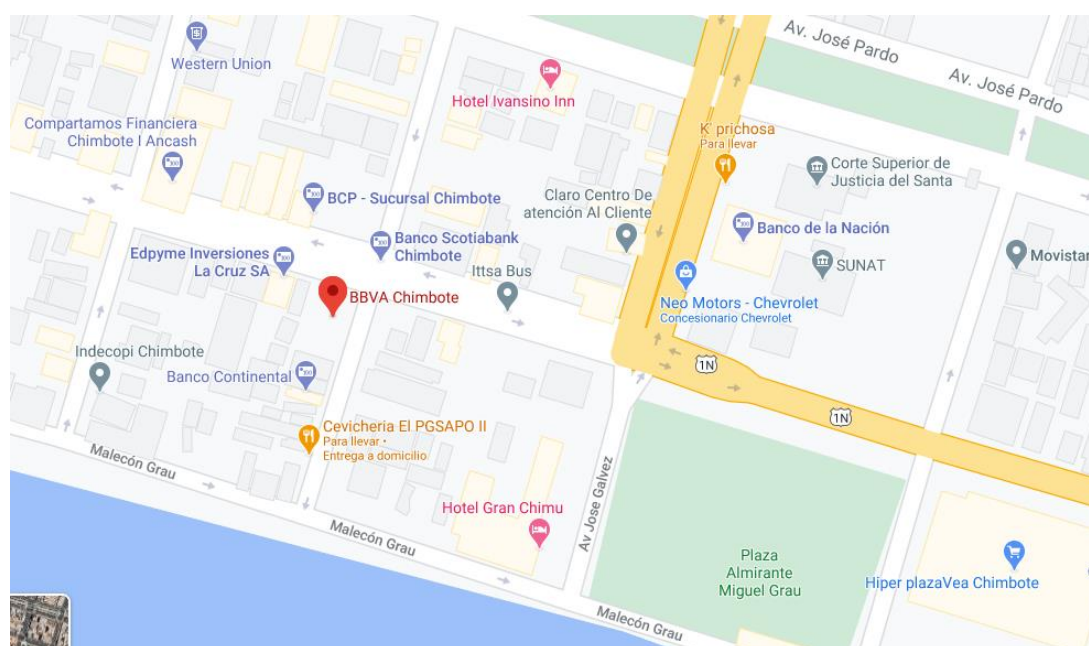 Av. José Pardo
Av. José Pardo
Western Union
Hotel Ivansino Inn
Compartamos Financiera
Chimbote I Ancash
K' prichosa
Para llevar
Corte Superior de
Justicia del Santa
BCP - Sucursal Chimbote
Claro Centro De
atención Al Cliente
Banco de la Nación
Banco Scotiabank
Chimbote
Edpyme Inversiones
La Cruz SA
Ittsa Bus
SUNAT
Movistar
BBVA Chimbote
Neo Motors - Chevrolet
Concesionario Chevrolet
Indecopi Chimbote
Banco Continental
1N
1N
Cevichería El PGSAPO II
Para llevar •
Entrega a domicilio
Malecón Grau
Av Jose Galvez
Hotel Gran Chimu
Malecón Grau
Plaza
Almirante
Miguel Grau
Hiper plazaVea Chimbote
Malecón Grau